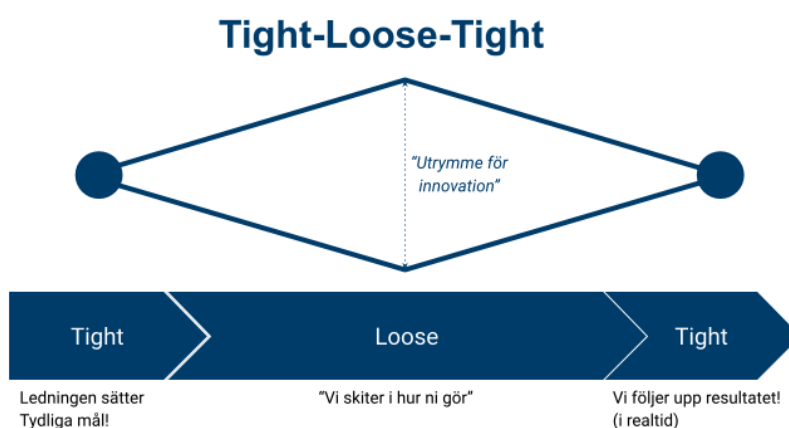 Tight-Loose-Tight
“Utrymme för
innovation”
Tight
Loose
Tight
Ledningen sätter
Tydliga mål!
“Vi skiter i hur ni gör”
Vi följer upp resultatet!
(i realtid)